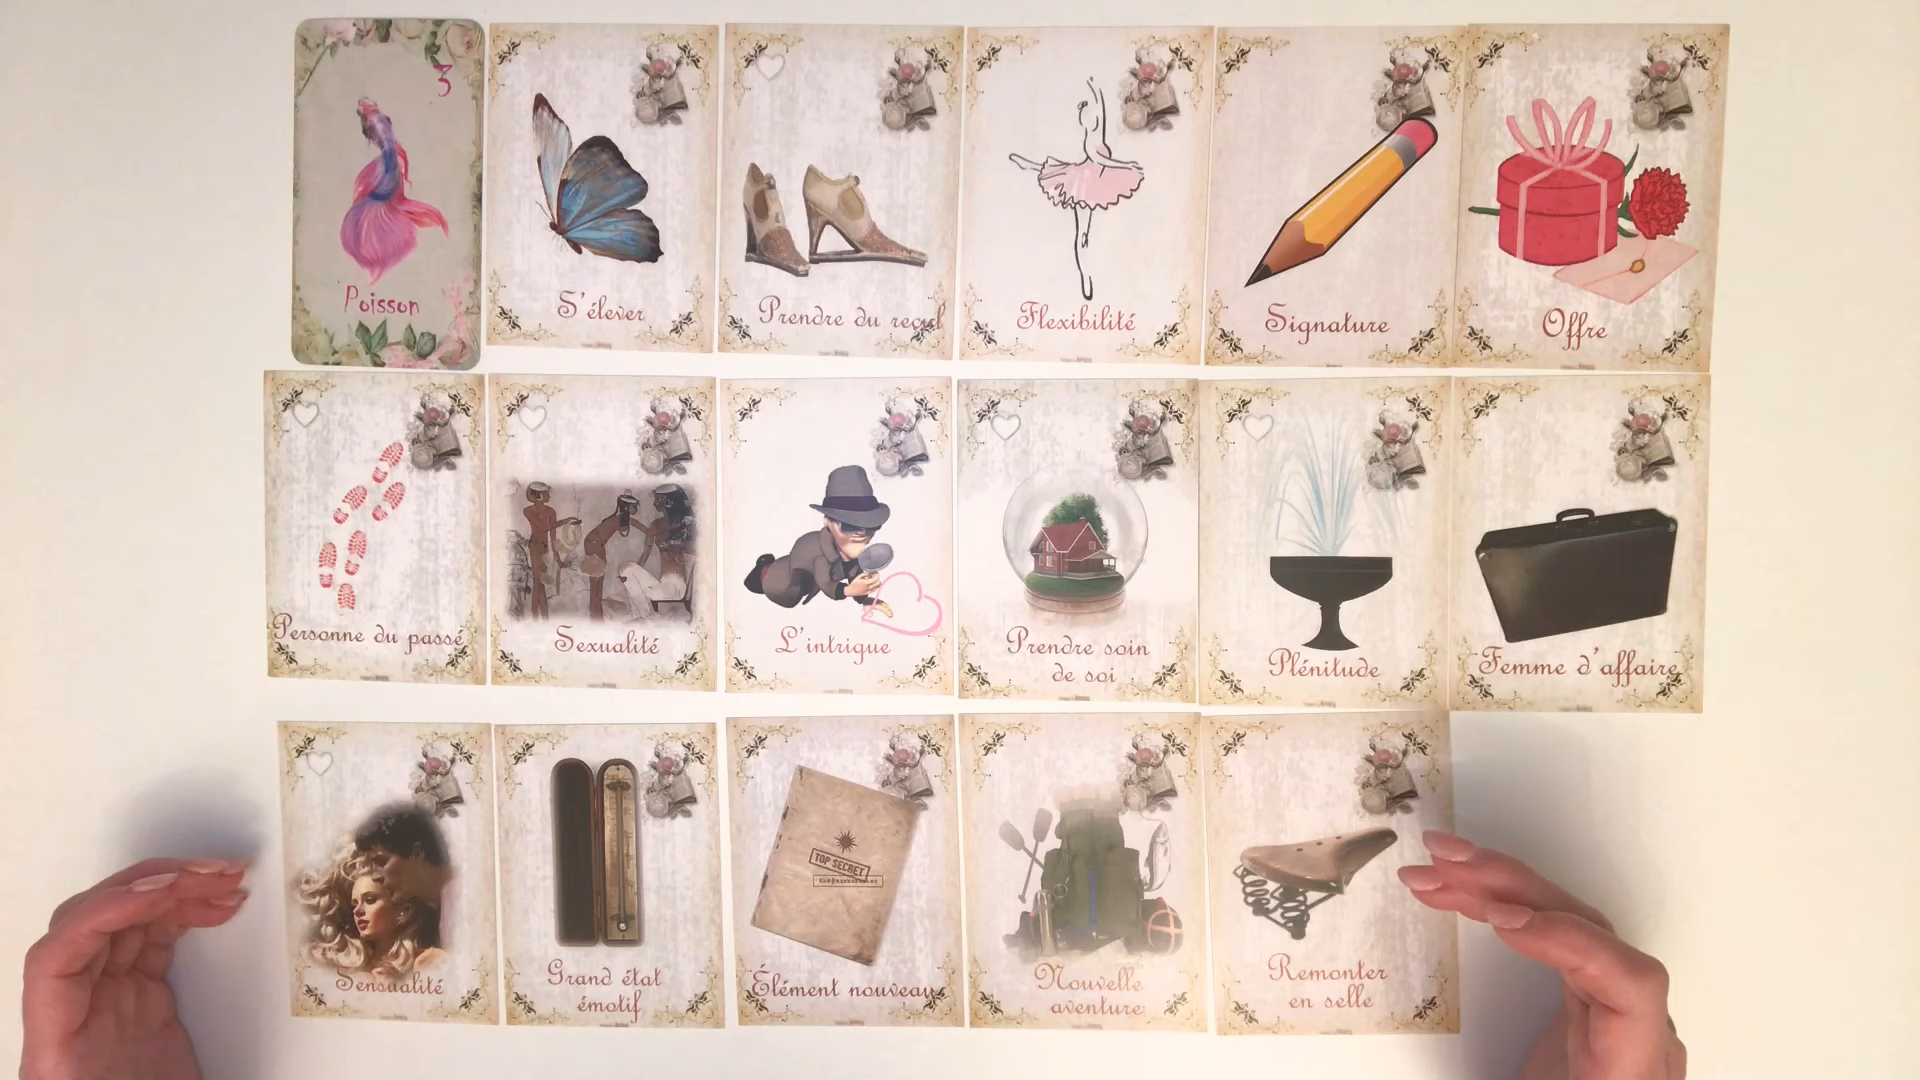 3
Poisson
S'élever
Prendre du recul
Flexibilité
Signature
Offre
Personne du passé
Sexualité
L'intrigue
Prendre soin
de soi
Plénitude
Femme d'affaire
Sensualité
Grand état
émotif
TOP SECRET
Élément nouveau
Nouvelle
aventure
Remonter
en selle